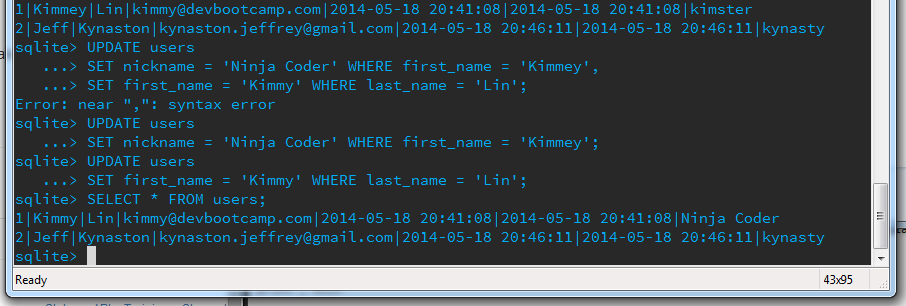 1|Kimmey|Lin|kimmy@devbootcamp.com|2014-05-18 20:41:08|2014-05-18 20:41:08|kimster
2|Jeff|Kynaston|kynaston.jeffrey@gmail.com|2014-05-18 20:46:11|2014-05-18 20:46:11|kynasty
sqlite> UPDATE users
   ...> SET nickname = 'Ninja Coder' WHERE first_name = 'Kimmey',
   ...> SET first_name = 'Kimmy' WHERE last_name = 'Lin';
Error: near ",": syntax error
sqlite> UPDATE users
   ...> SET nickname = 'Ninja Coder' WHERE first_name = 'Kimmey';
sqlite> UPDATE users
   ...> SET first_name = 'Kimmy' WHERE last_name = 'Lin';
sqlite> SELECT * FROM users;
1|Kimmy|Lin|kimmy@devbootcamp.com|2014-05-18 20:41:08|2014-05-18 20:41:08|Ninja Coder
2|Jeff|Kynaston|kynaston.jeffrey@gmail.com|2014-05-18 20:46:11|2014-05-18 20:46:11|kynasty
sqlite>
Ready 43x95